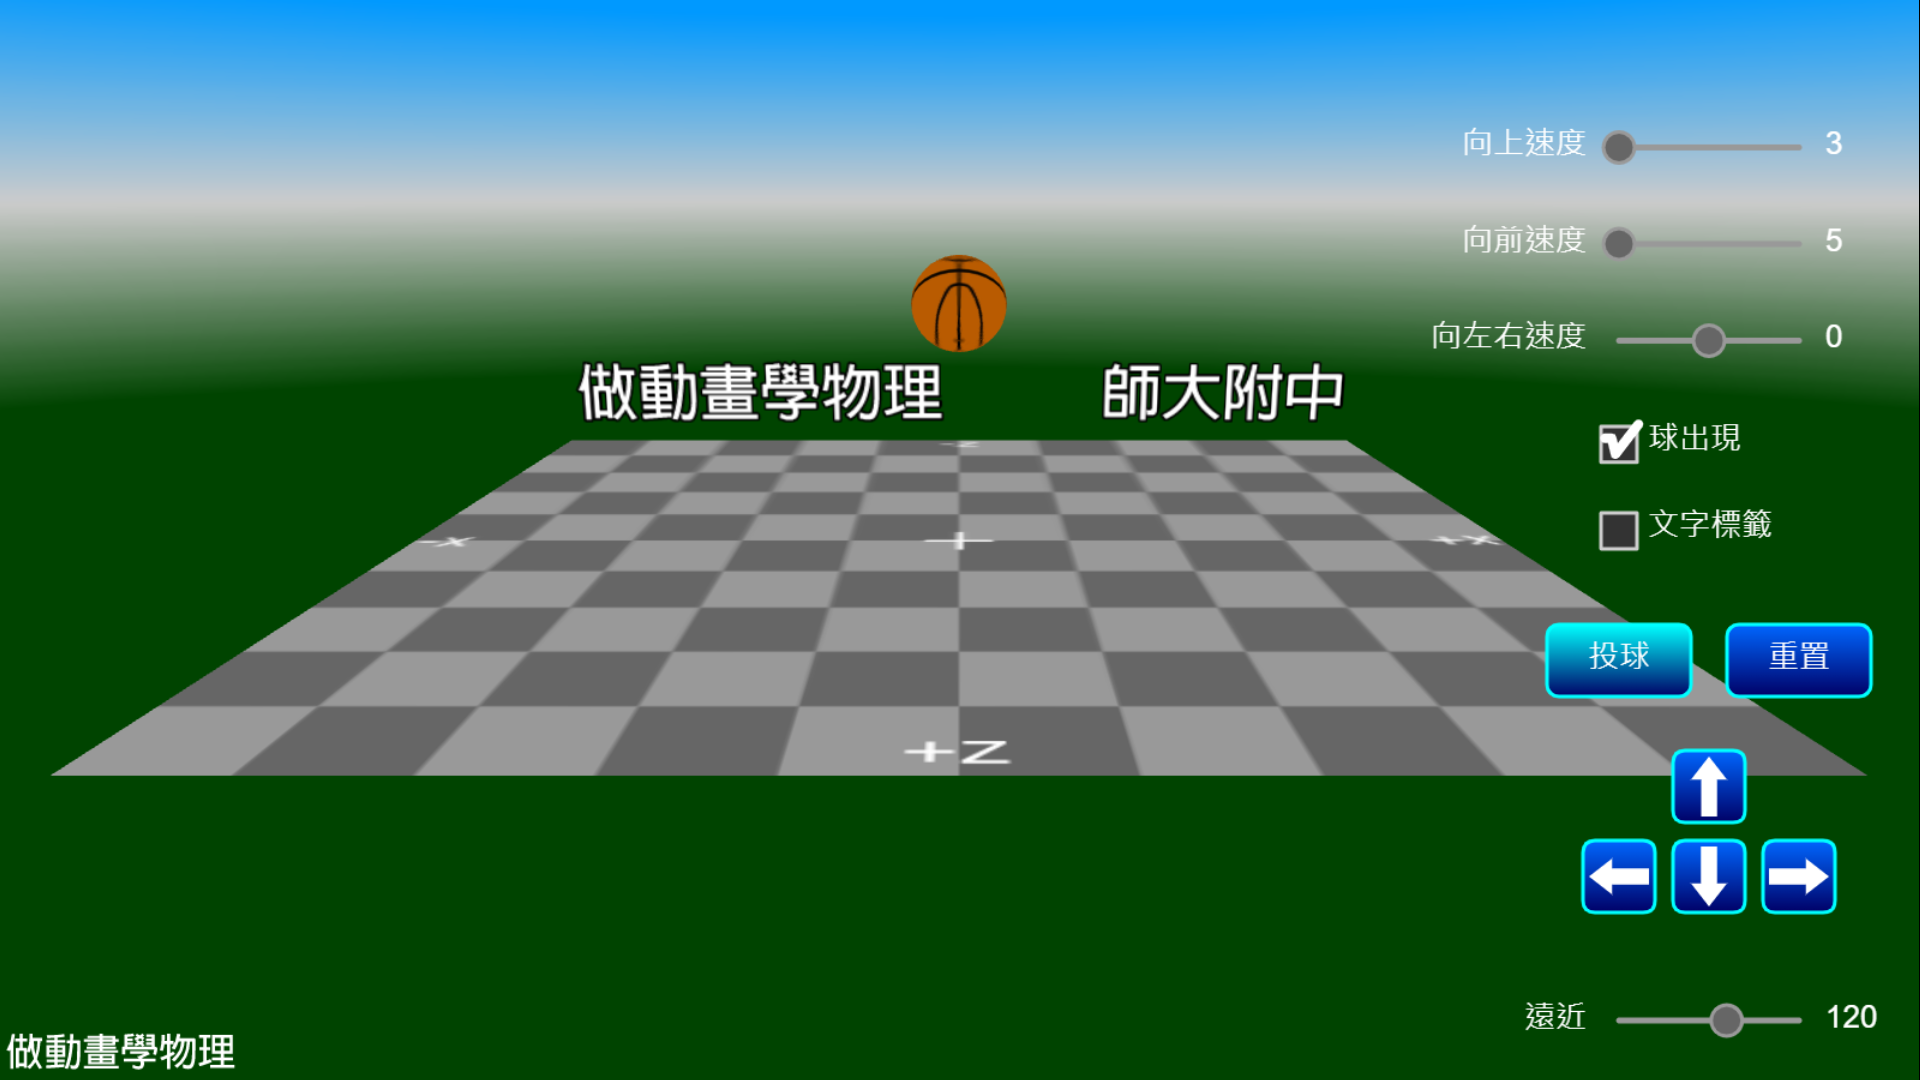 向上速度 3
向前速度 5
向左右速度 0
做動畫學物理 師大附中
球出現
-Z
文字標籤
-X + +X
投球 重置
+Z
遠近 120
做動畫學物理